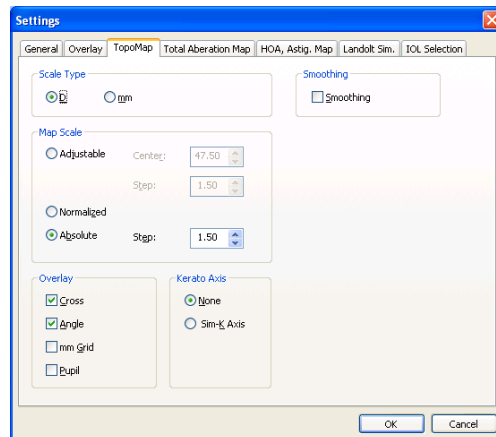 Settings
General Overlay TopoMap Total Aberation Map HOA, Astig. Map Landolt Sim. IOL Selection
Scale Type
D mm
Smoothing
Smoothing
Map Scale
Adjustable Center: 47.50
Step: 1.50
Normalized
Absolute Step: 1.50
Overlay
Cross
Angle
mm Grid
Pupil
Kerato Axis
None
Sim-K Axis
OK Cancel